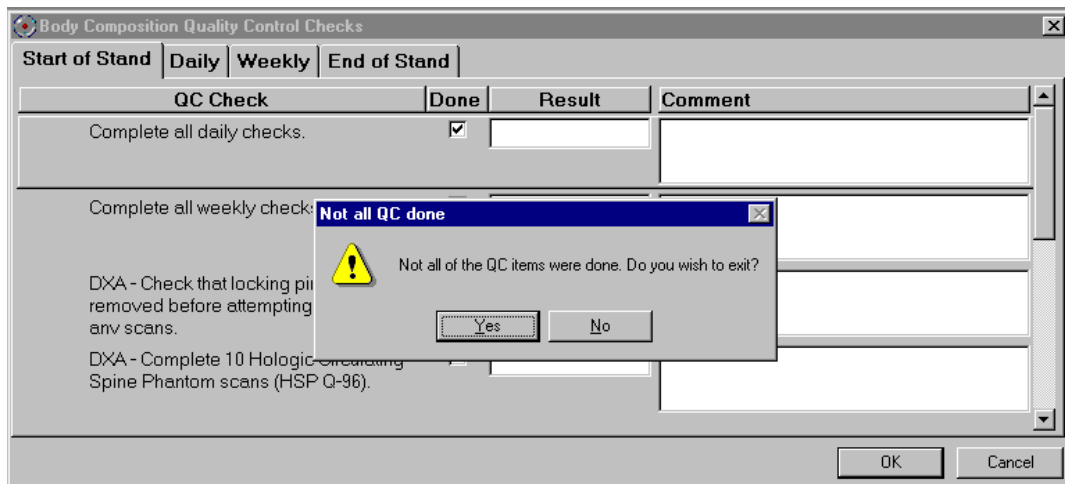 Body Composition Quality Control Checks
Start of Stand Daily Weekly End of Stand
QC Check Done Result Comment
Complete all daily checks.
Complete all weekly check
Not all QC done
Not all of the QC items were done. Do you wish to exit?
Yes No
DXA - Check that locking pi
removed before attempting
any scans.
DXA - Complete 10 Hologic Circulating
Spine Phantom scans (HSP Q-96).
OK Cancel